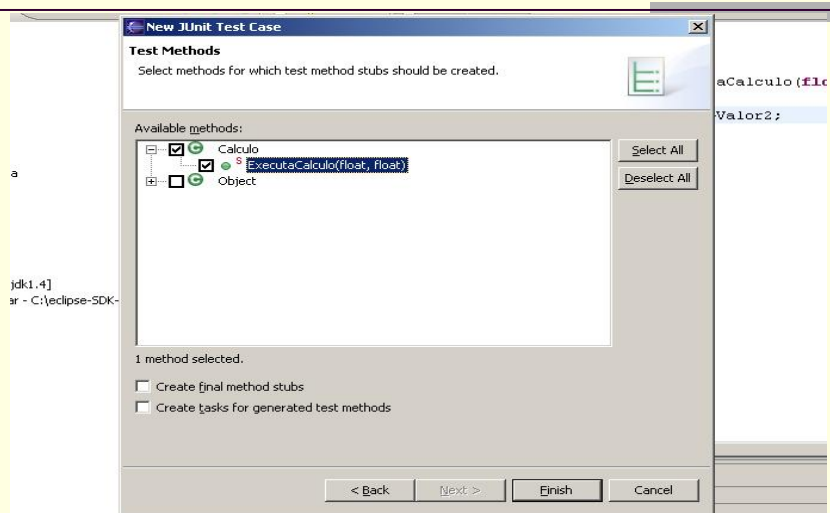 New JUnit Test Case
Test Methods
Select methods for which test method stubs should be created.
aCalculo(flo
Valor2;
Available methods:
Calculo
S ExecutaCalculo(float, float)
Object
Select All
Deselect All
a
jdk1.4]
ar - C:\eclipse-SDK-
1 method selected.
Create final method stubs
Create tasks for generated test methods
< Back
Next >
Finish
Cancel